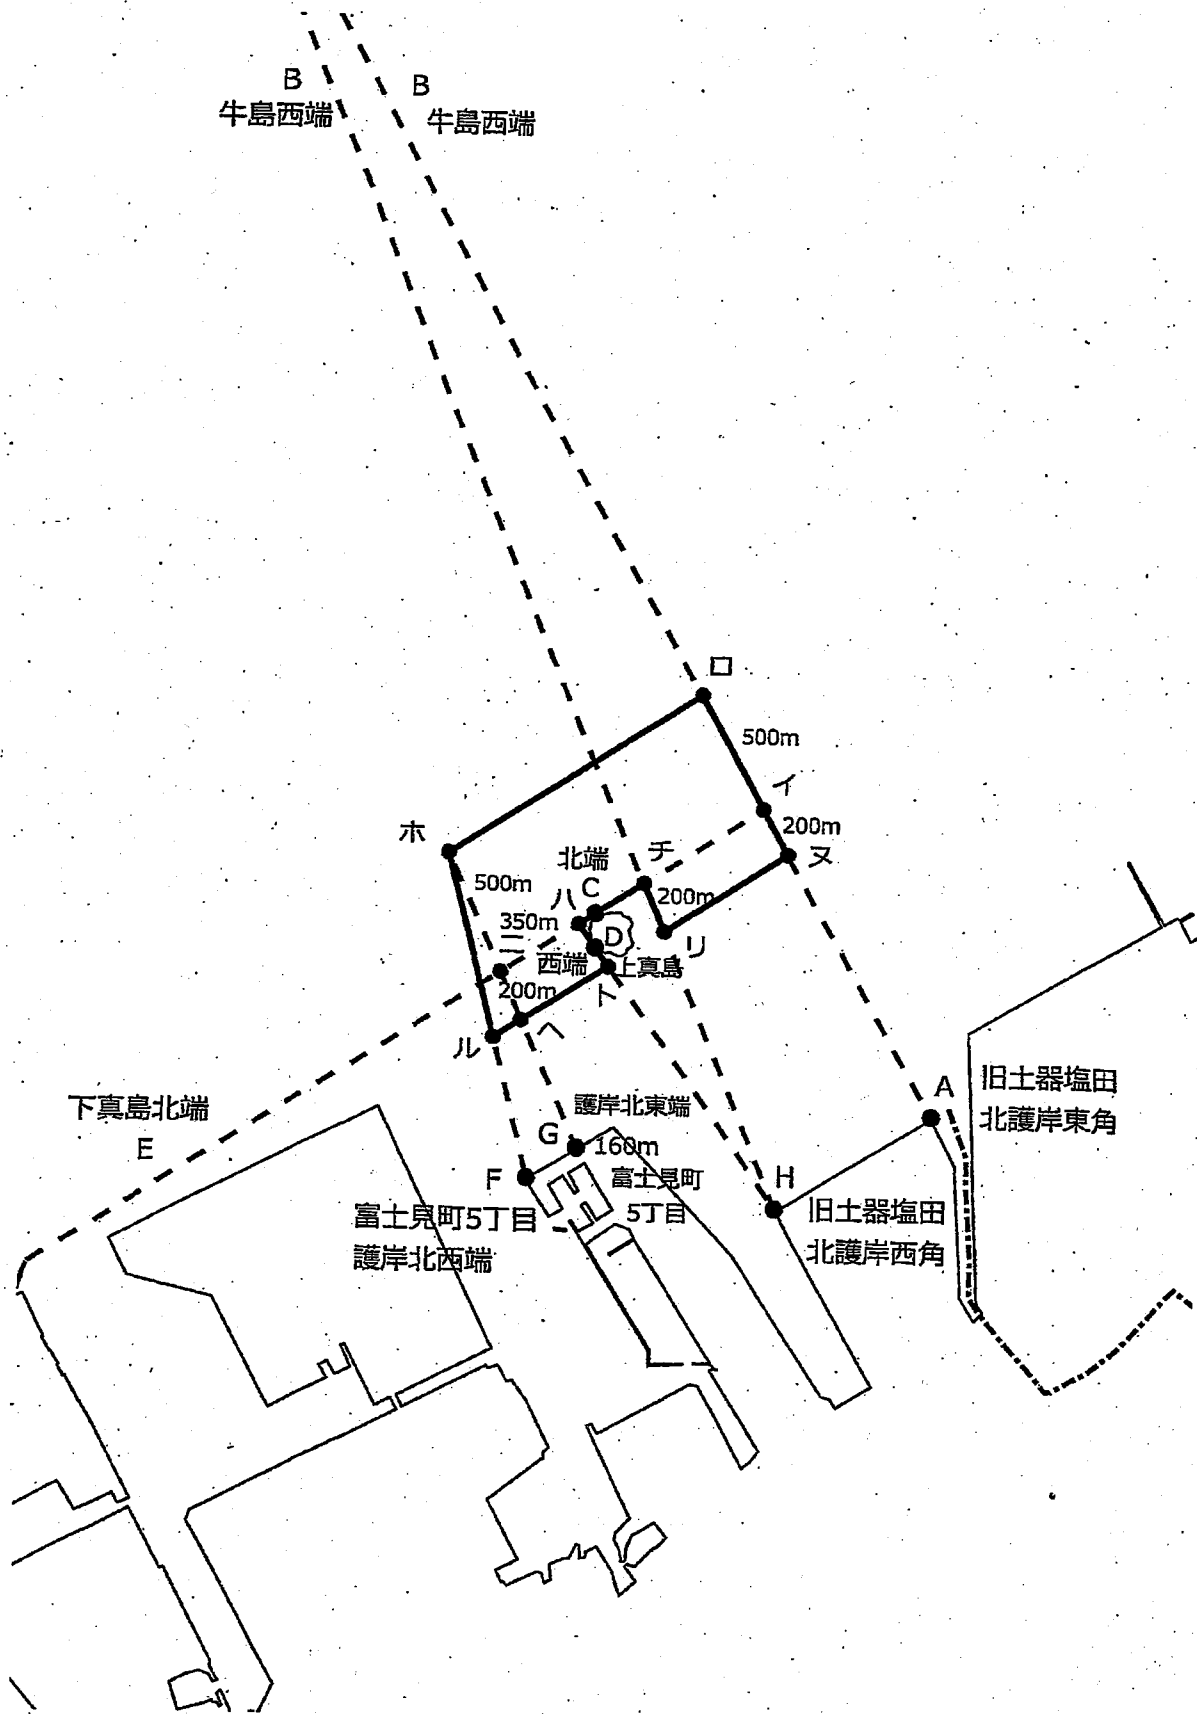 B
牛島西端
B
牛島西端
ロ
500m
イ
200m
ヌ
ホ
北端
チ
500m
ハ
C
200m
350m
ニ
D
リ
西端
上真島
200m
ト
ル
ヘ
下真島北端
E
護岸北東端
G
160m
F
富士見町
5丁目
富士見町5丁目
護岸北西端
A
旧土器塩田
北護岸東角
H
旧土器塩田
北護岸西角